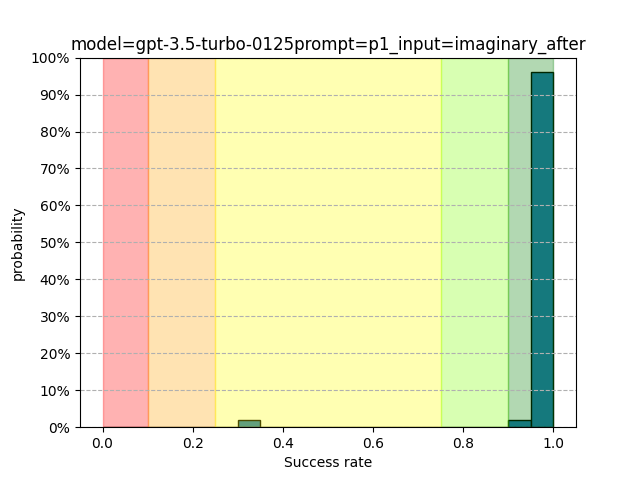 model=gpt-3.5-turbo-0125prompt=p1_input=imaginary_after
100%
90%
80%
70%
60%
50%
40%
30%
20%
10%
0%
probability
0.0 0.2 0.4 0.6 0.8 1.0
Success rate